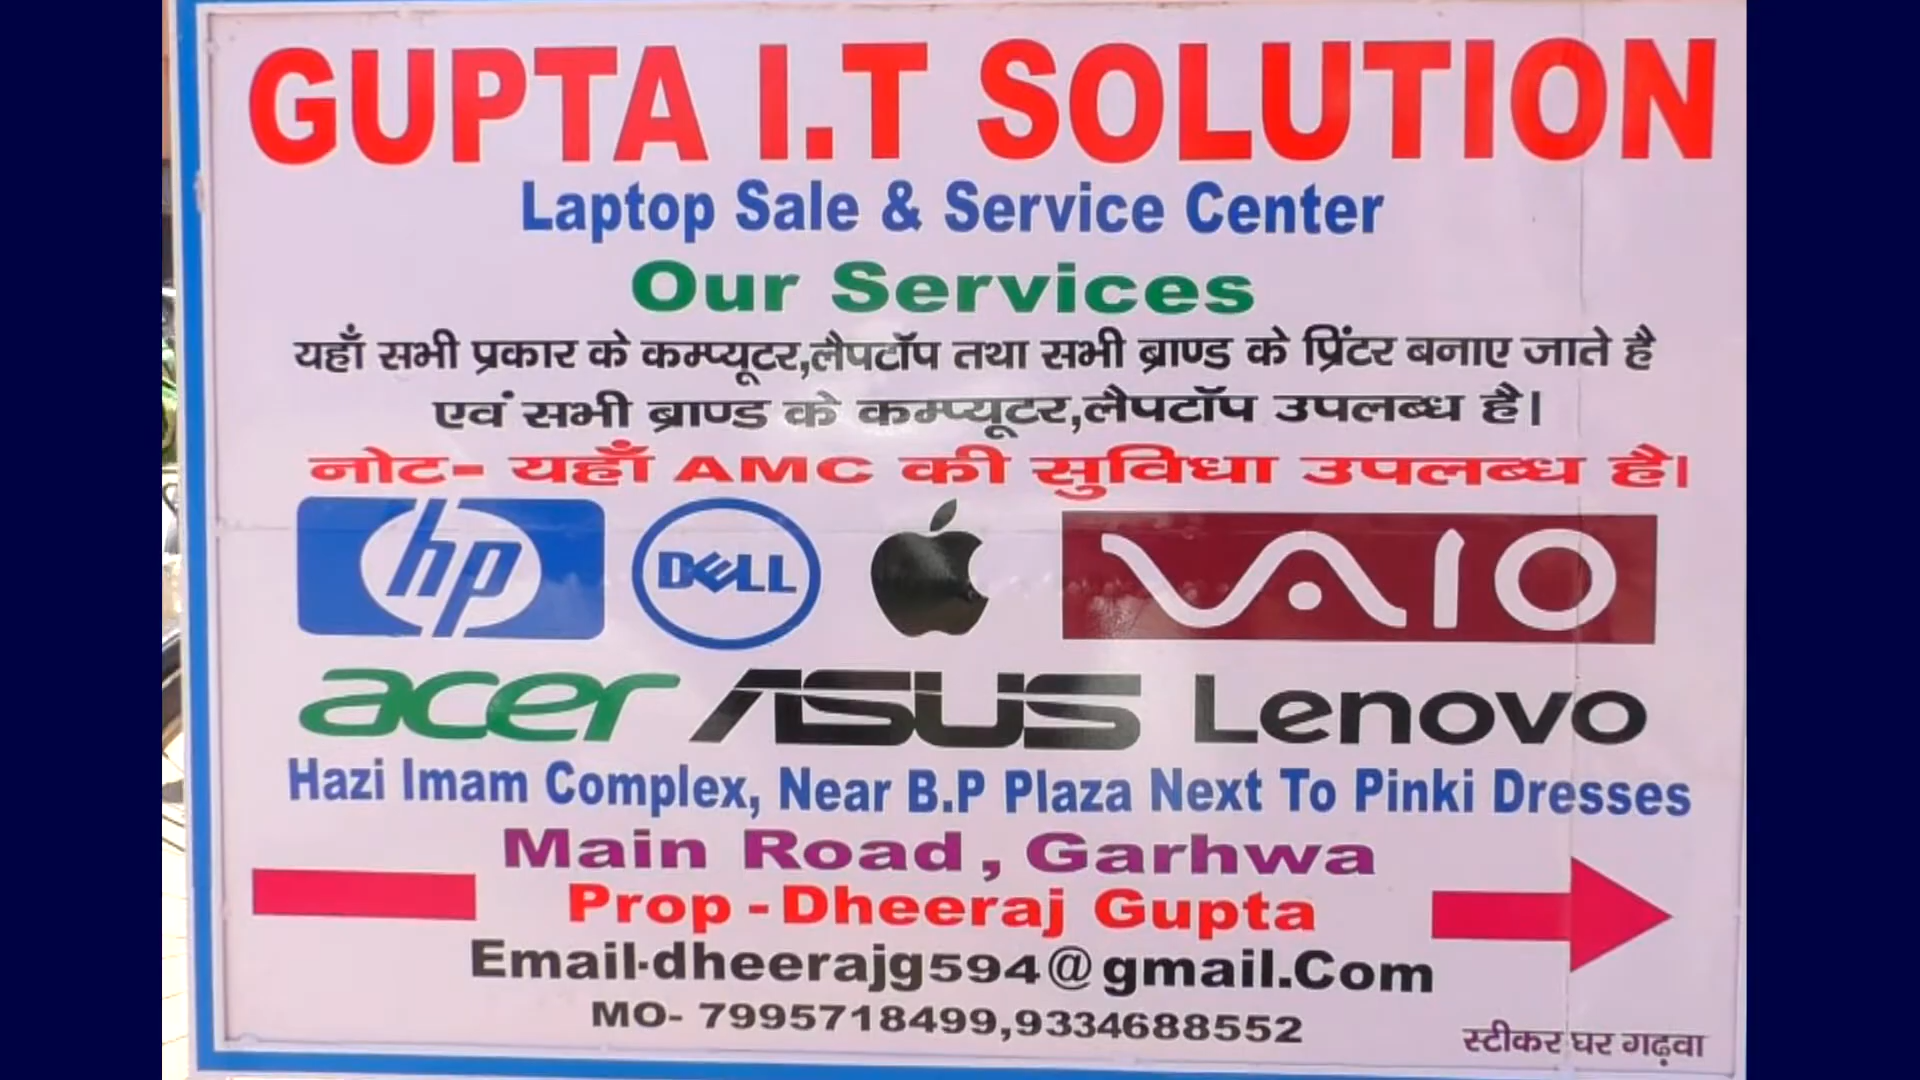 GUPTA I.T SOLUTION
Laptop Sale & Service Center
Our Services
यहाँ सभी प्रकार के कम्प्यूटर,लैपटॉप तथा सभी ब्राण्ड के प्रिंटर बनाए जाते है
एवं सभी ब्राण्ड के कम्प्यूटर,लैपटॉप उपलब्ध है।
नोट- यहाँ AMC की सुविधा उपलब्ध है।
hp DELL VAIO
acer ASUS Lenovo
Hazi Imam Complex, Near B.P Plaza Next To Pinki Dresses
Main Road, Garhwa
Prop - Dheeraj Gupta
Email-dheerajg594@gmail.Com
MO- 7995718499,9334688552
स्टीकर घर गढ़वा